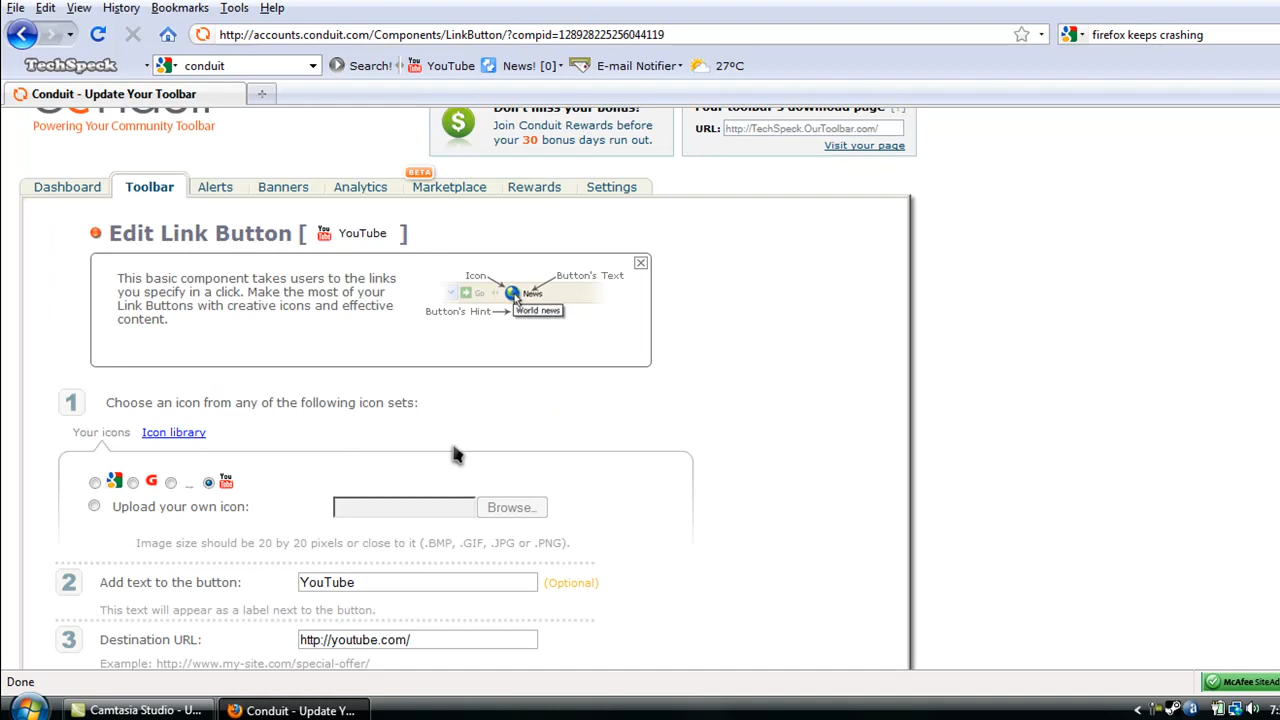 File Edit View History Bookmarks Tools Help
http://accounts.conduit.com/Components/LinkButton/?compid=128928225256044119
firefox keeps crashing
TechSpeck conduit Search! YouTube News! [0] E-mail Notifier 27°C
Conduit - Update Your Toolbar
Powering Your Community Toolbar
Don't miss your bonus!
Join Conduit Rewards before
your 30 bonus days run out.
Your toolbar's download page [?]
URL: http://TechSpeck.OurToolbar.com/
Visit your page
BETA
Dashboard Toolbar Alerts Banners Analytics Marketplace Rewards Settings
Edit Link Button [ You Tube YouTube ]
This basic component takes users to the links
you specify in a click. Make the most of your
Link Buttons with creative icons and effective
content.
Icon Button's Text
Go News
Button's Hint World news
1 Choose an icon from any of the following icon sets:
Your icons Icon library
G You Tube
Upload your own icon: Browse...
Image size should be 20 by 20 pixels or close to it (.BMP, .GIF, .JPG or .PNG).
2 Add text to the button: YouTube (Optional)
This text will appear as a label next to the button.
3 Destination URL: http://youtube.com/
Example: http://www.my-site.com/special-offer/
Done
McAfee SiteAd
Camtasia Studio - U... Conduit - Update Y... 7: